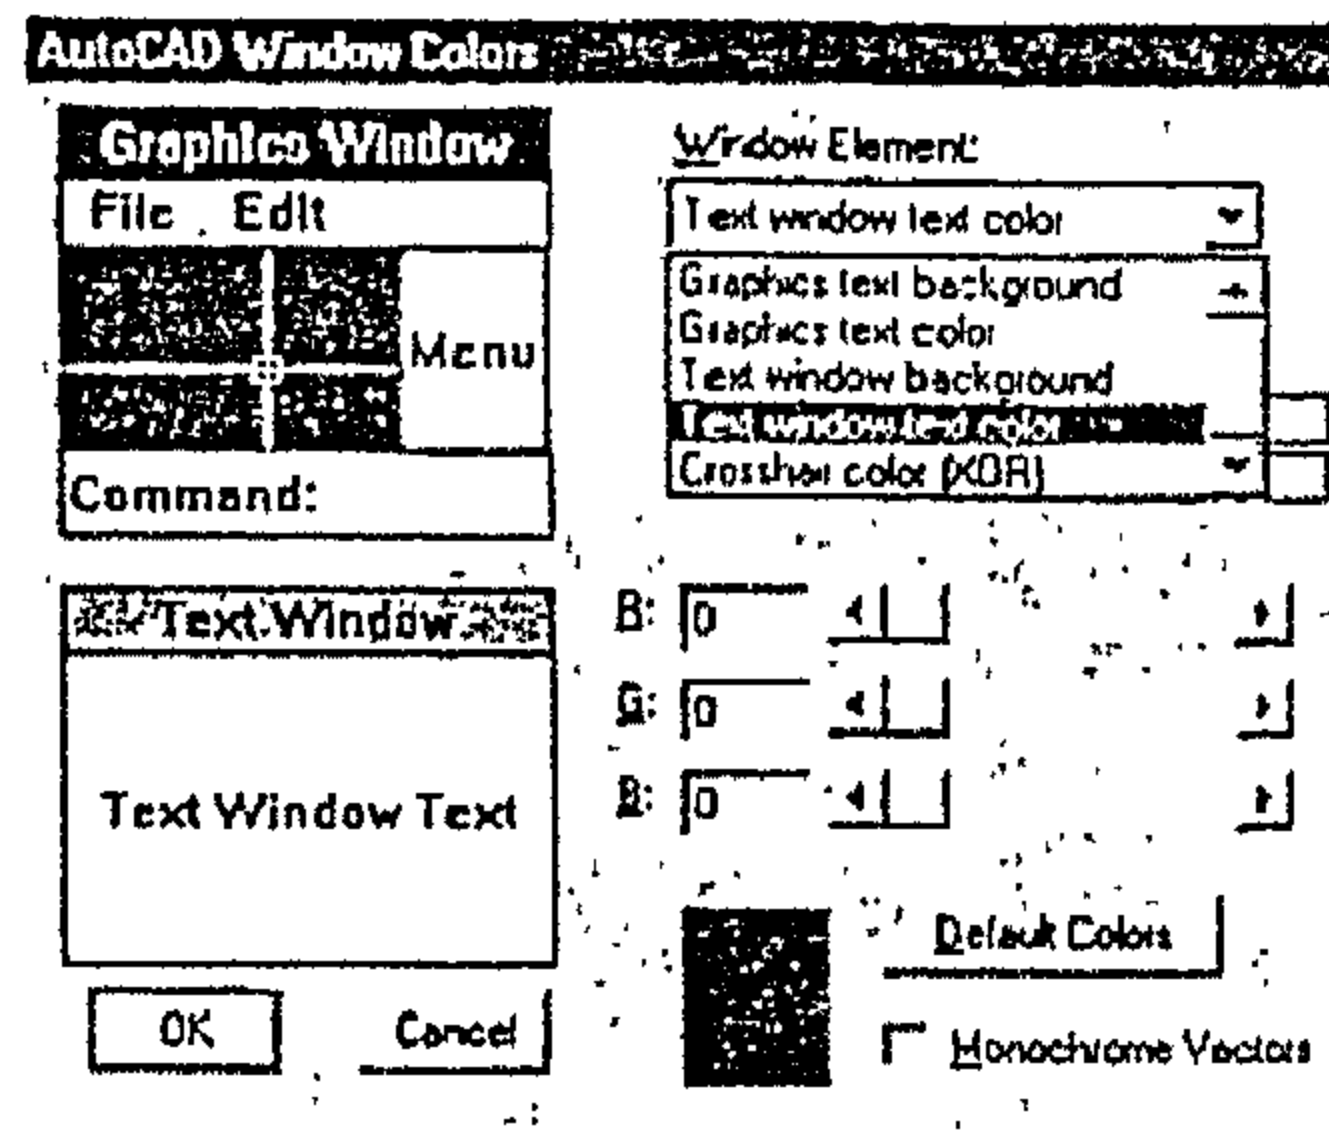 AutoCAD Window Colors
Graphics Window
File Edit
Menu
Command:
Window Element:
Text window text color
Graphics text background
Graphics text color
Text window background
Text window text color
Crosshair color (XOR)
Text Window
Text Window Text
R: 0
G: 0
B: 0
OK
Cancel
Default Colors
Monochrome Vectors